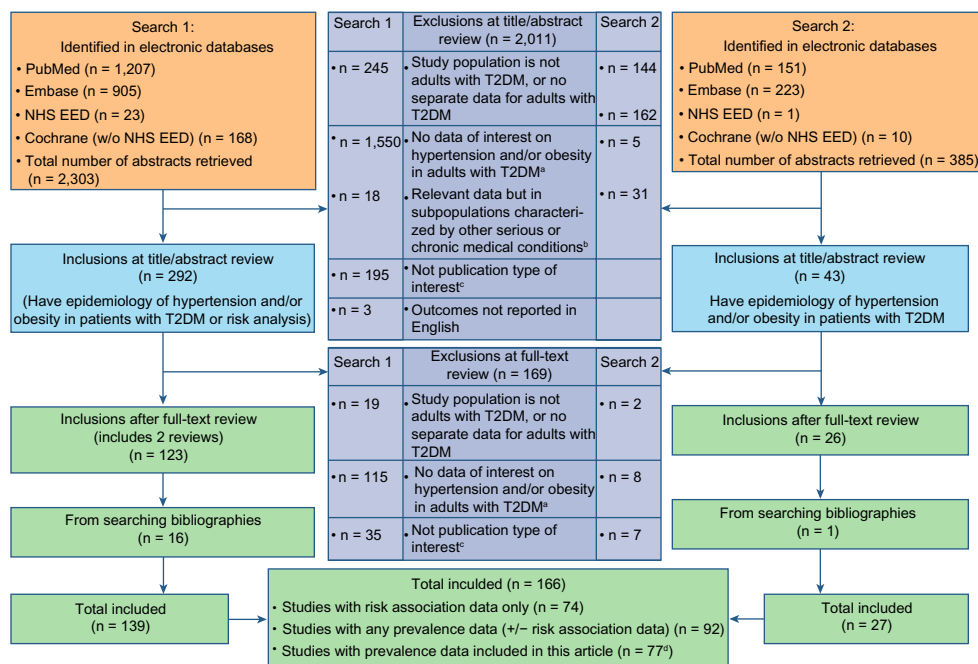 Search 1:
Identified in electronic databases
• PubMed (n = 1,207)
• Embase (n = 905)
• NHS EED (n = 23)
• Cochrane (w/o NHS EED) (n = 168)
• Total number of abstracts retrieved
(n = 2,303)
Inclusions at title/abstract review
(n = 292)
(Have epidemiology of hypertension and/or
obesity in patients with T2DM or risk analysis)
Inclusions after full-text review
(includes 2 reviews)
n = 123)
From searching bibliographies
(n = 16)
Total included
(n = 139)
Search 1
Exclusions at title/abstract
review (n = 2,011)
Search 2
• n = 245
• Study population is not
adults with T2DM, or no
separate data for adults with
T2DM
• n = 144
• n = 162
• n = 1,550
• No data of interest on
hypertension and/or obesity
in adults with T2DMa
• n = 5
• n = 18
• Relevant data but in
subpopulations characteri-
zed by other serious or
chronic medical conditionsb
• n = 31
• n = 195
• Not publication type of
interestc
• n = 3
• Outcomes not reported in
English
Search 1
Exclusions at full-text
review (n = 169)
Search 2
• n = 19
• Study population is not
adults with T2DM, or no
separate data for adults with
T2DM
• n = 2
• n = 115
• No data of interest on
hypertension and/or obesity
in adults with T2DMa
• n = 8
• n = 35
• Not publication type of
interestc
• n = 7
Search 2:
Identified in electronic databases
• PubMed (n = 151)
• Embase (n = 223)
• NHS EED (n = 1)
• Cochrane (w/o NHS EED) (n = 10)
• Total number of abstracts retrieved (n = 385)
Inclusions at title/abstract review
(n = 43)
Have epidemiology of hypertension
and/or obesity in patients with T2DM
Inclusions after full-text review
(n = 26)
From searching bibliographies
(n = 1)
Total included
(n = 27)
Total inculded (n = 166)
• Studies with risk association data only (n = 74)
• Studies with any prevalence data (+/− risk association data) (n = 92)
• Studies with prevalence data included in this article (n = 77d)